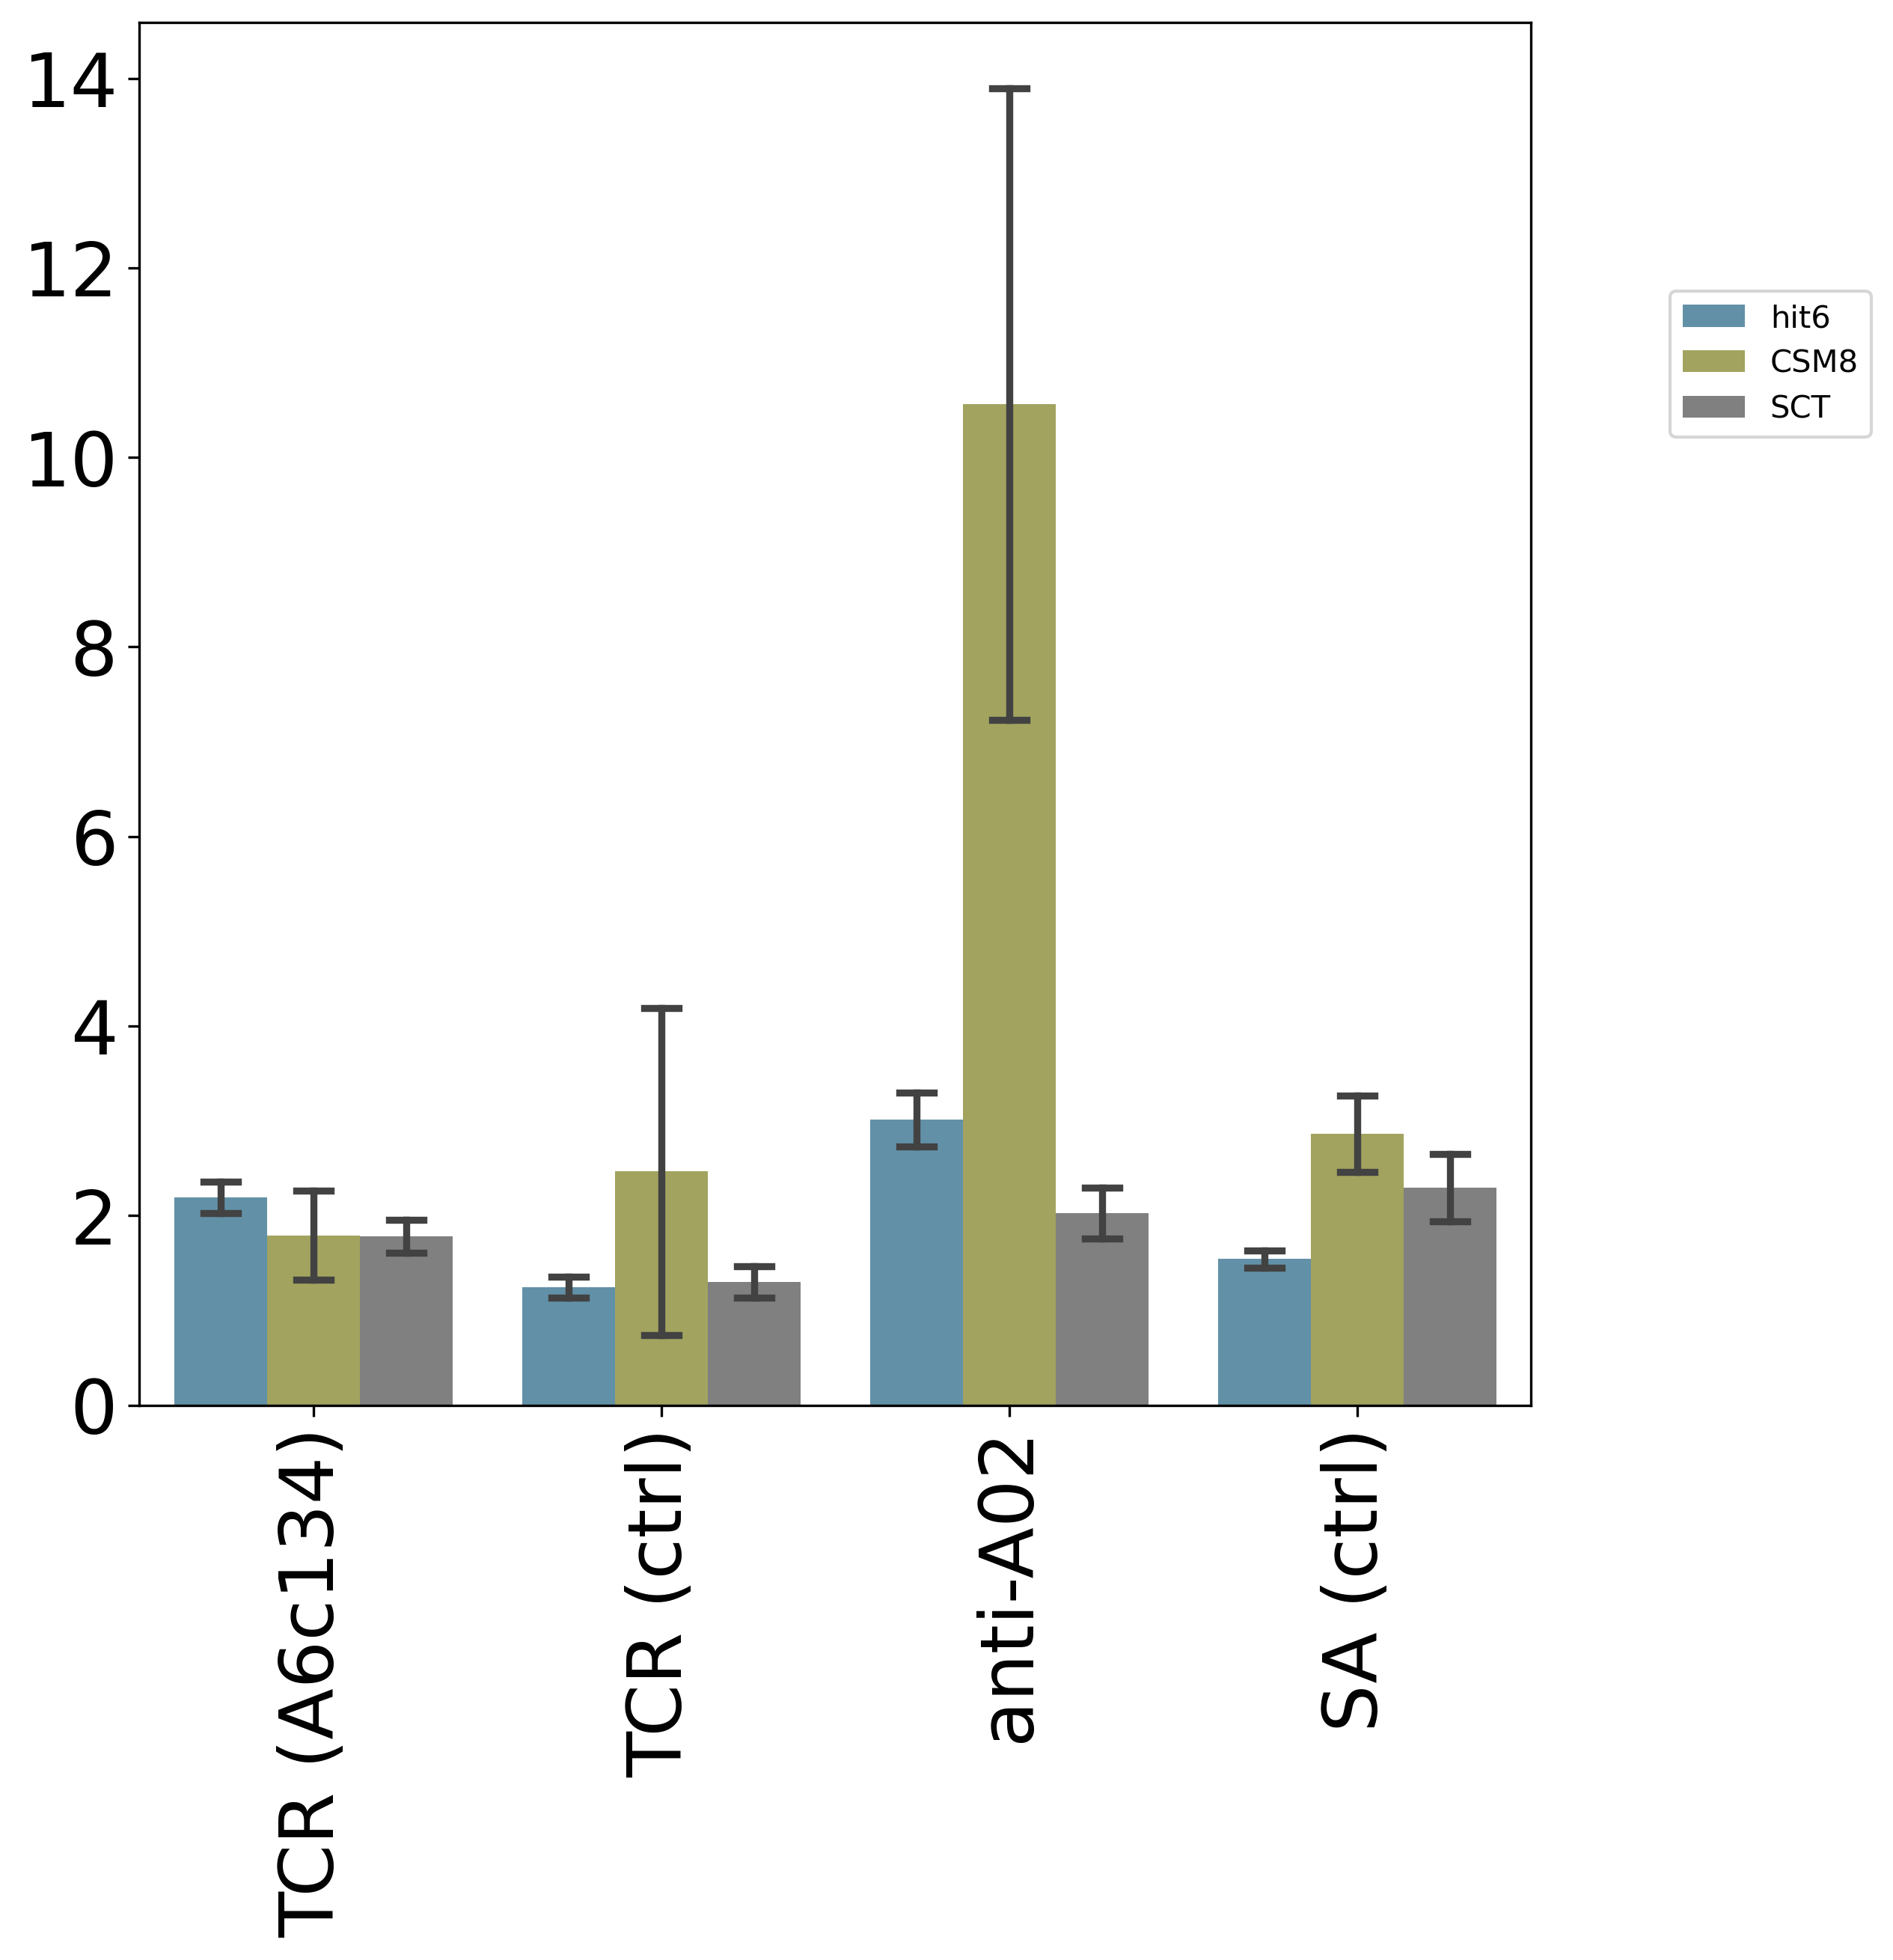 14
12
10
8
6
4
2
0
TCR (A6c134)
TCR (ctrl)
anti-A02
SA (ctrl)
hit6
CSM8
SCT